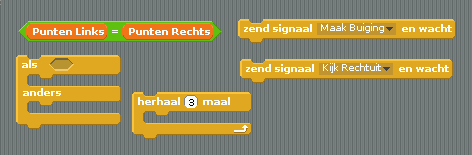 Punten Links = Punten Rechts
zend signaal Maak Buiging en wacht
als
zend signaal Kijk Rechtuit en wacht
anders
herhaal 3 maal